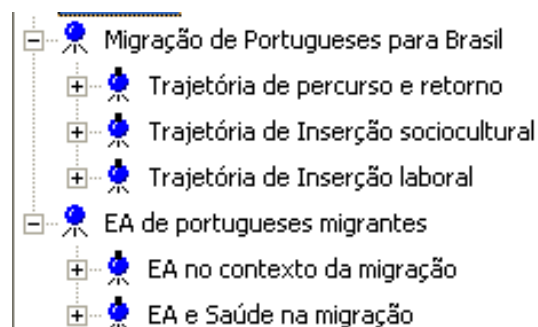 Migração de Portugueses para Brasil
Trajetória de percurso e retorno
Trajetória de Inserção sociocultural
Trajetória de Inserção laboral
EA de portugueses migrantes
EA no contexto da migração
EA e Saúde na migração